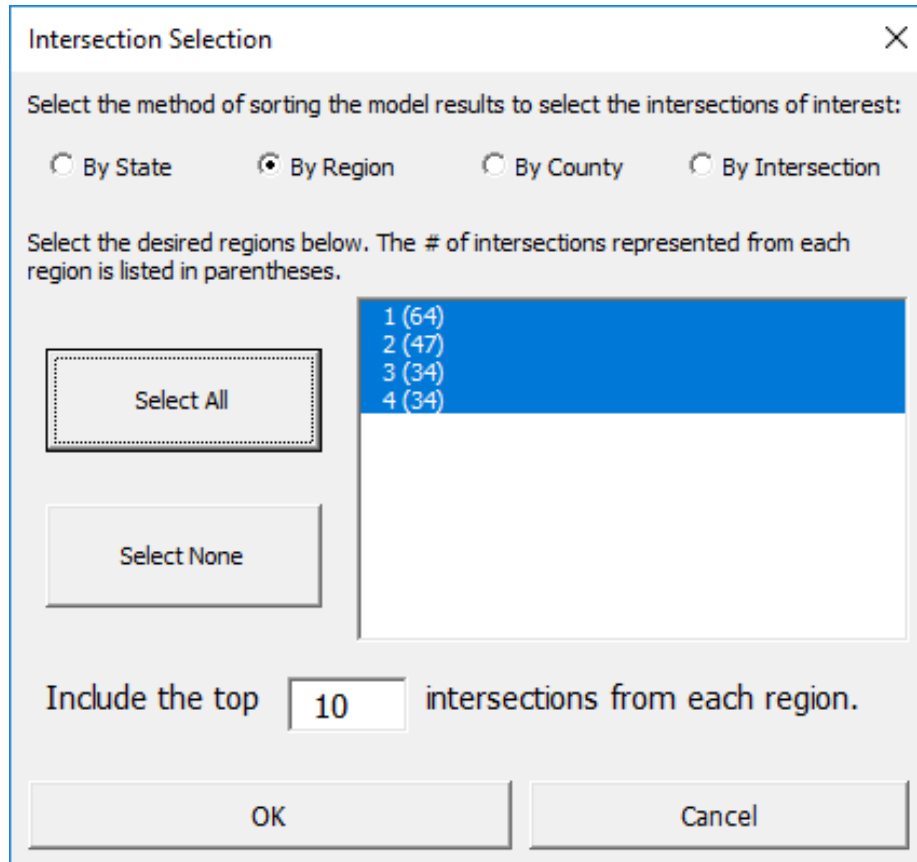 Intersection Selection
Select the method of sorting the model results to select the intersections of interest:
By State By Region By County By Intersection
Select the desired regions below. The # of intersections represented from each
region is listed in parentheses.
1 (64)
2 (47)
3 (34)
4 (34)
Select All
Select None
Include the top 10 intersections from each region.
OK Cancel